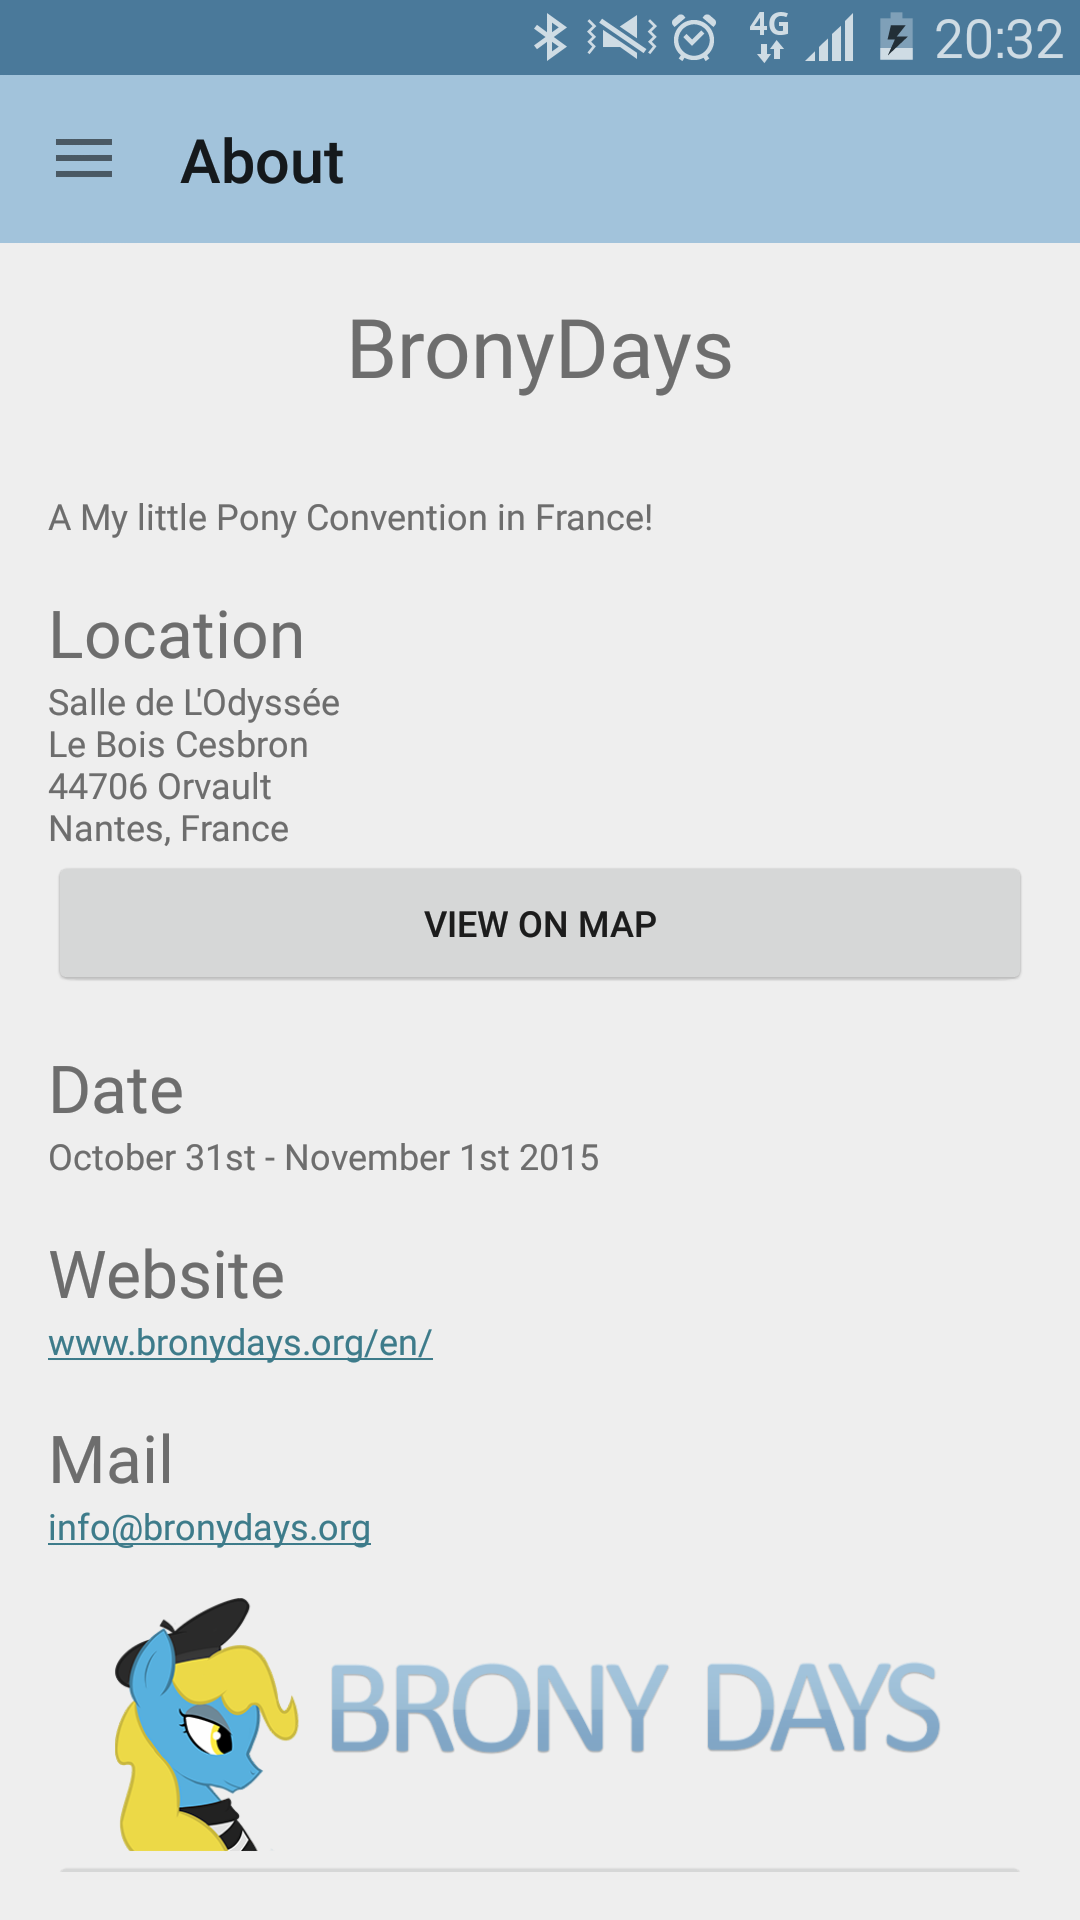 4G 20:32
About
BronyDays
A My little Pony Convention in France!
Location
Salle de L'Odyssée
Le Bois Cesbron
44706 Orvault
Nantes, France
VIEW ON MAP
Date
October 31st - November 1st 2015
Website
www.bronydays.org/en/
Mail
info@bronydays.org
BRONY DAYS